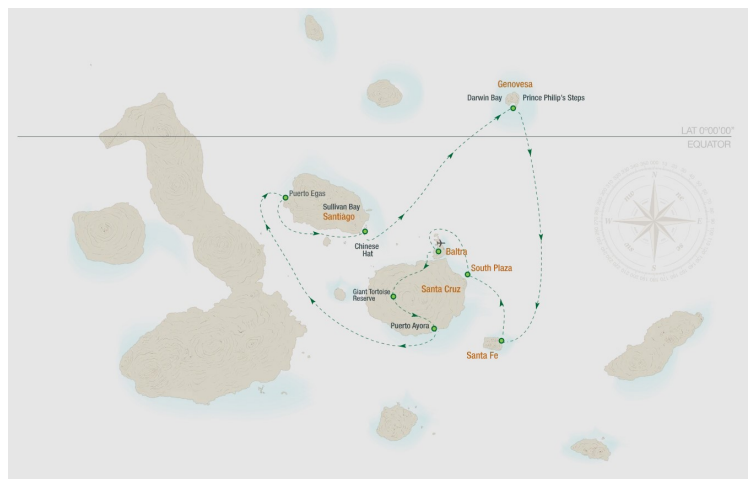 Genovesa
Darwin Bay
Prince Philip's Steps
LAT 0°00'00"
EQUATOR
Puerto Egas
Sullivan Bay
Santiago
Chinese
Hat
Baltra
South Plaza
Santa Cruz
Giant Tortoise
Reserve
Puerto Ayora
Santa Fe